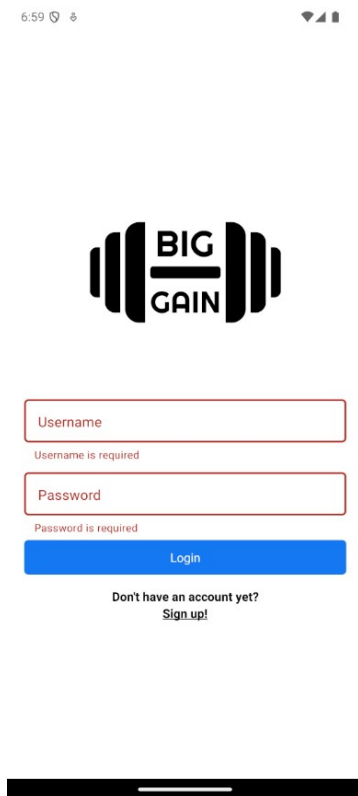 6:59
BIG
GAIN
Username
Username is required
Password
Password is required
Login
Don't have an account yet?
Sign up!